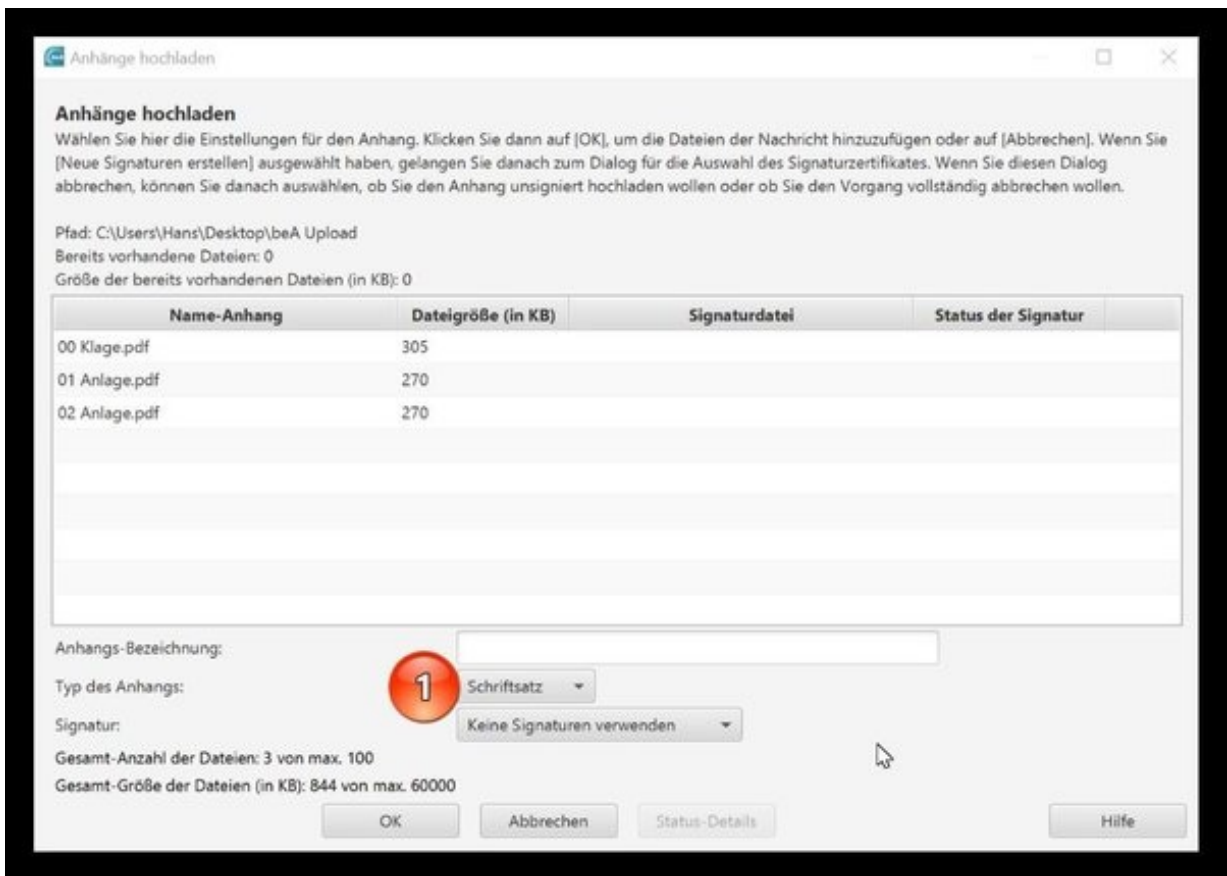 Anhänge hochladen
Anhänge hochladen
Wählen Sie hier die Einstellungen für den Anhang. Klicken Sie dann auf [OK], um die Dateien der Nachricht hinzuzufügen oder auf [Abbrechen]. Wenn Sie
[Neue Signaturen erstellen] ausgewählt haben, gelangen Sie danach zum Dialog für die Auswahl des Signaturzertifikates. Wenn Sie diesen Dialog
abbrechen, können Sie danach auswählen, ob Sie den Anhang unsigniert hochladen wollen oder ob Sie den Vorgang vollständig abbrechen wollen.
Pfad: C:\Users\Hans\Desktop\beA Upload
Bereits vorhandene Dateien: 0
Größe der bereits vorhandenen Dateien (in KB): 0
Name-Anhang Dateigröße (in KB) Signaturdatei Status der Signatur
00 Klage.pdf 305
01 Anlage.pdf 270
02 Anlage.pdf 270
Anhangs-Bezeichnung:
Typ des Anhangs: 1 Schriftsatz
Signatur: Keine Signaturen verwenden
Gesamt-Anzahl der Dateien: 3 von max. 100
Gesamt-Größe der Dateien (in KB): 844 von max. 60000
OK Abbrechen Status-Details Hilfe